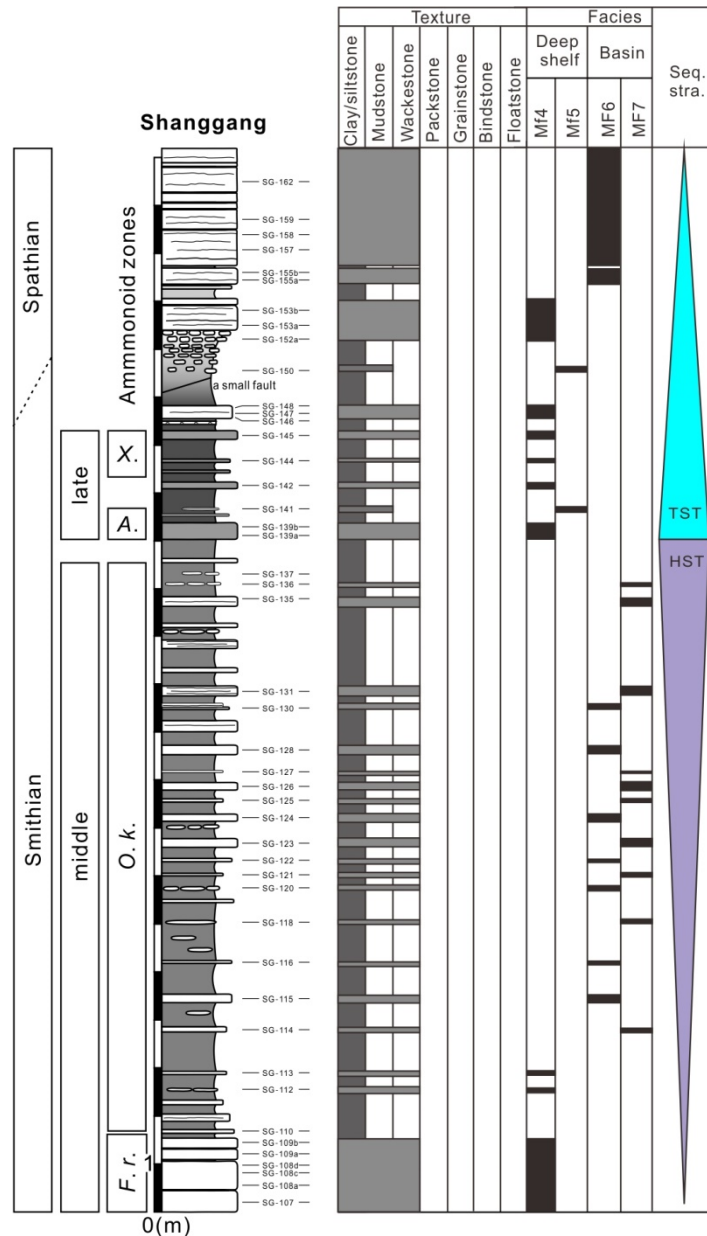 Texture
Facies
Deep shelf
Basin
Seq. stra.
Clay/siltstone
Mudstone
Wackestone
Packstone
Grainstone
Bindstone
Floatstone
Mf4
Mf5
MF6
MF7
Shanggang
Spathian
Smithian
late
middle
Ammmonoid zones
X.
A.
O. k.
F. r.
SG-162
SG-159
SG-158
SG-157
SG-155b
SG-155a
SG-153b
SG-153a
SG-152a
SG-150
a small fault
SG-148
SG-147
SG-146
SG-145
SG-144
SG-142
SG-141
SG-139b
SG-139a
SG-137
SG-136
SG-135
SG-131
SG-130
SG-128
SG-127
SG-126
SG-125
SG-124
SG-123
SG-122
SG-121
SG-120
SG-118
SG-116
SG-115
SG-114
SG-113
SG-112
SG-110
SG-109b
SG-109a
SG-108d
SG-108c
SG-108a
SG-107
1
0(m)
TST
HST